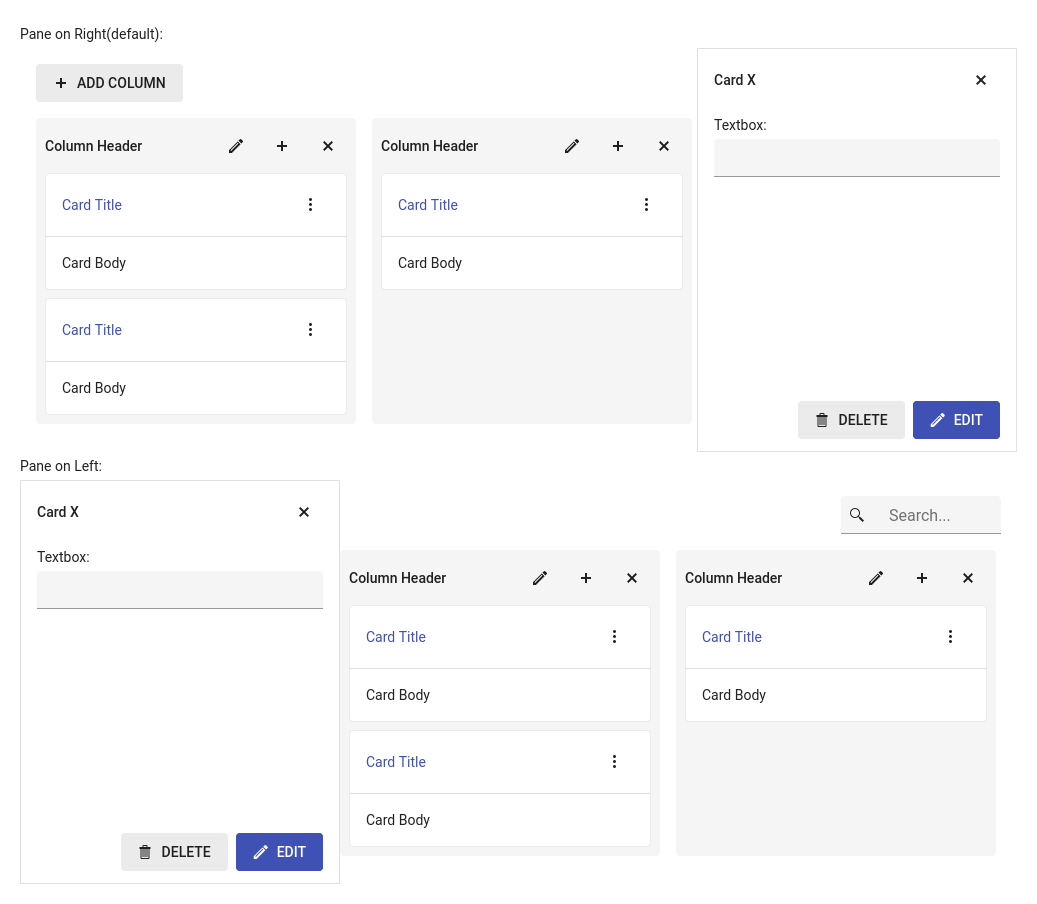 Pane on Right(default):
ADD COLUMN
Column Header
Card Title
Card Body
Card Title
Card Body
Column Header
Card Title
Card Body
Card X
Textbox:
DELETE
EDIT
Pane on Left:
Card X
Textbox:
DELETE
EDIT
Search...
Column Header
Card Title
Card Body
Card Title
Card Body
Column Header
Card Title
Card Body